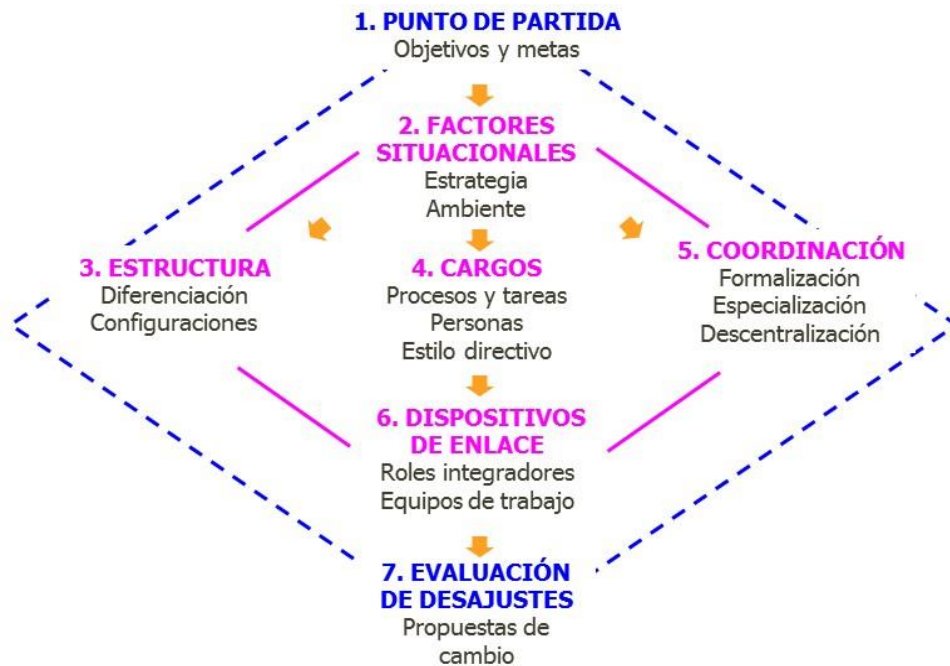 1. PUNTO DE PARTIDA
Objetivos y metas
2. FACTORES
SITUACIONALES
Estrategia
Ambiente
3. ESTRUCTURA
Diferenciación
Configuraciones
4. CARGOS
Procesos y tareas
Personas
Estilo directivo
5. COORDINACIÓN
Formalización
Especialización
Descentralización
6. DISPOSITIVOS
DE ENLACE
Roles integradores
Equipos de trabajo
7. EVALUACIÓN
DE DESAJUSTES
Propuestas de
cambio